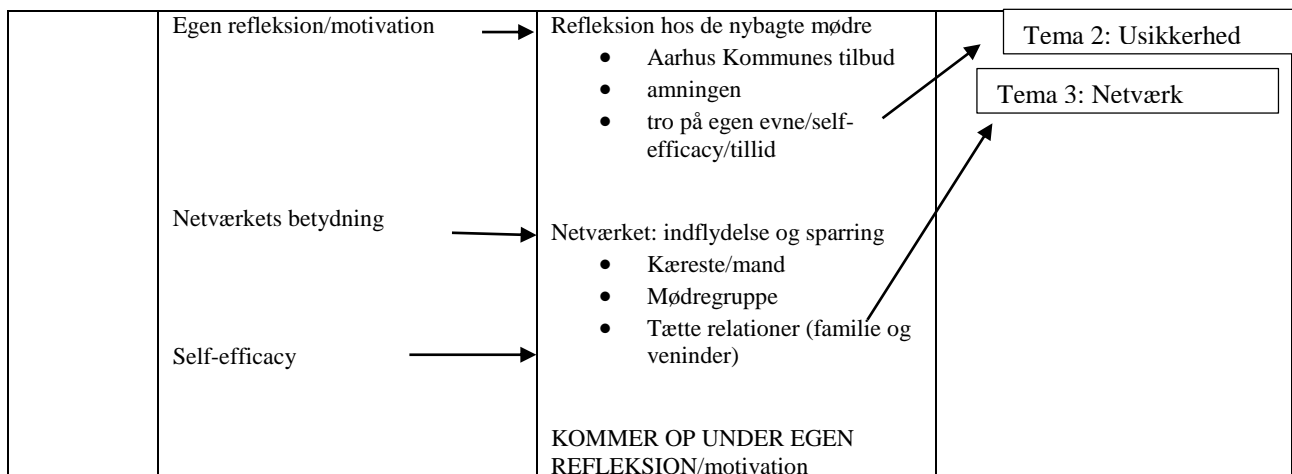 Egen refleksion/motivation
Refleksion hos de nybagte mødre
• Aarhus Kommunes tilbud
• amningen
• tro på egen evne/self-
efficacy/tillid
Tema 2: Usikkerhed
Tema 3: Netværk
Netværkets betydning
Netværket: indflydelse og sparring
• Kæreste/mand
• Mødregruppe
• Tætte relationer (familie og
veninder)
Self-efficacy
KOMMER OP UNDER EGEN
REFLEKSION/motivation